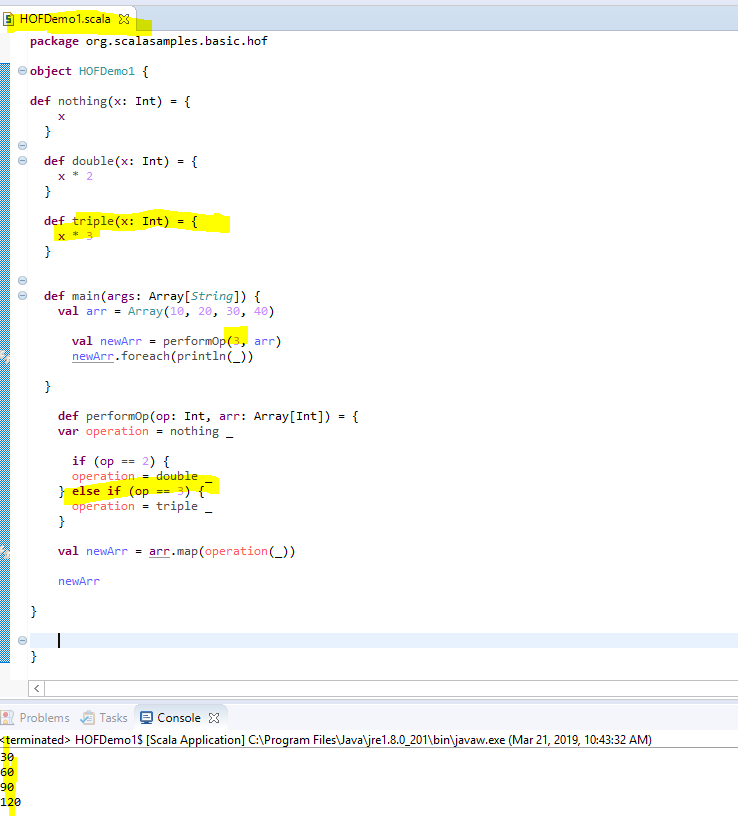 HOFDemo1.scala
package org.scalasamples.basic.hof
object HOFDemo1 {
def nothing(x: Int) = {
x
}
def double(x: Int) = {
x * 2
}
def triple(x: Int) = {
x * 3
}
def main(args: Array[String]) {
val arr = Array(10, 20, 30, 40)
val newArr = performOp(3, arr)
newArr.foreach(println(_))
}
def performOp(op: Int, arr: Array[Int]) = {
var operation = nothing _
if (op == 2) {
operation = double _
} else if (op == 3) {
operation = triple _
}
val newArr = arr.map(operation(_))
newArr
}
}
<
Problems Tasks Console
<terminated> HOFDemo1$ [Scala Application] C:\Program Files\Java\jre1.8.0_201\bin\javaw.exe (Mar 21, 2019, 10:43:32 AM)
30
60
90
120